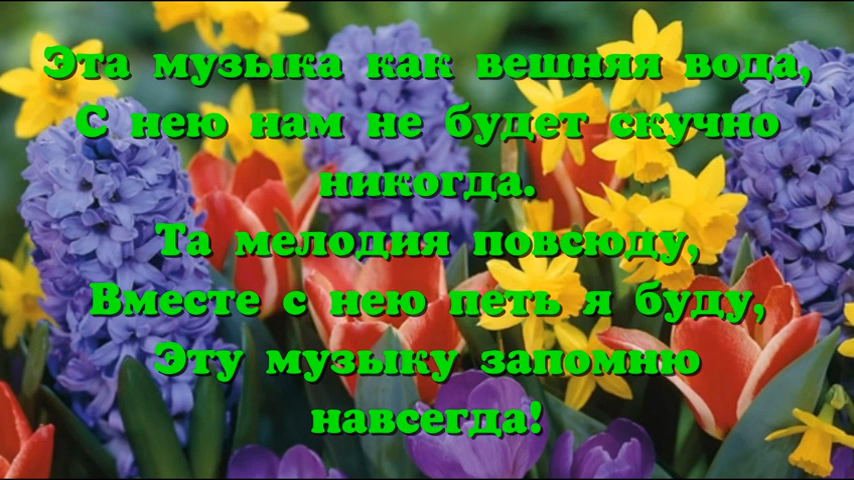 Эта музыка как вешняя вода,
С нею нам не будет скучно
никогда.
Та мелодия повсюду,
Вместе с нею петь я буду,
Эту музыку запомню
навсегда!